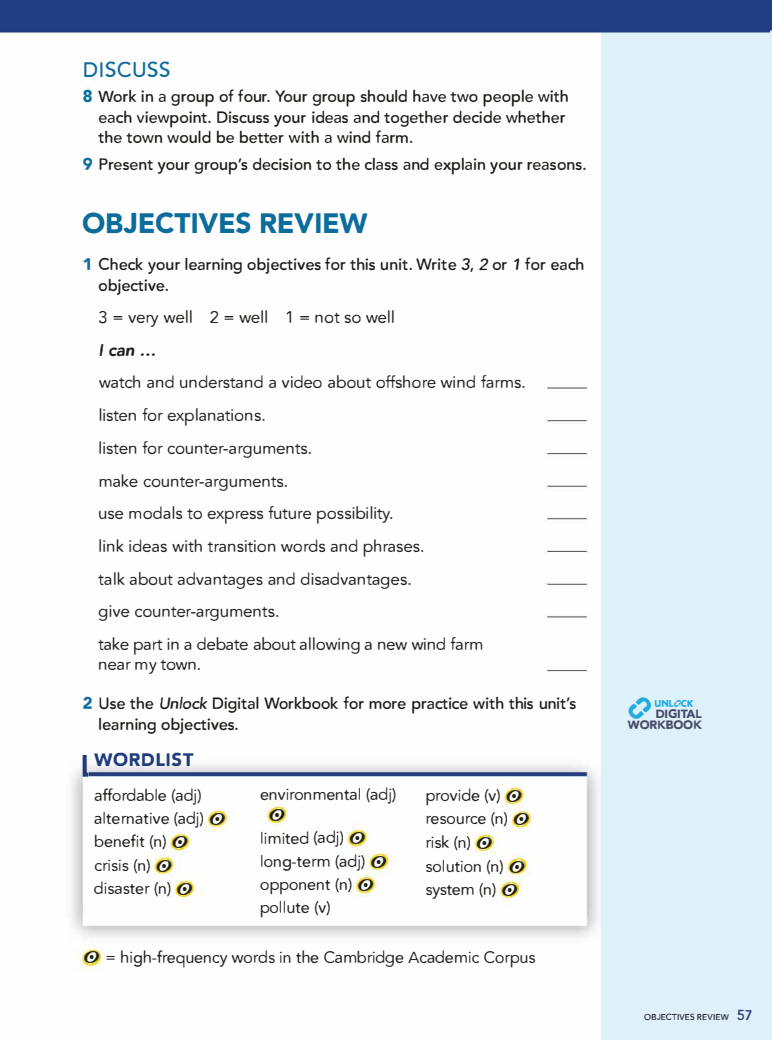 DISCUSS
8 Work in a group of four. Your group should have two people with
each viewpoint. Discuss your ideas and together decide whether
the town would be better with a wind farm.
9 Present your group's decision to the class and explain your reasons.
OBJECTIVES REVIEW
1 Check your learning objectives for this unit. Write 3, 2 or 1 for each
objective.
3 = very well 2 = well 1 = not so well
I can ...
watch and understand a video about offshore wind farms.
listen for explanations.
listen for counter-arguments.
make counter-arguments.
use modals to express future possibility.
link ideas with transition words and phrases.
talk about advantages and disadvantages.
give counter-arguments.
take part in a debate about allowing a new wind farm
near my town.
2 Use the Unlock Digital Workbook for more practice with this unit's
learning objectives.
UNLOCK
DIGITAL
WORKBOOK
WORDLIST
affordable (adj)
alternative (adj)
benefit (n)
crisis (n)
disaster (n)
environmental (adj)
limited (adj)
long-term (adj)
opponent (n)
pollute (v)
provide (v)
resource (n)
risk (n)
solution (n)
system (n)
= high-frequency words in the Cambridge Academic Corpus
OBJECTIVES REVIEW 57